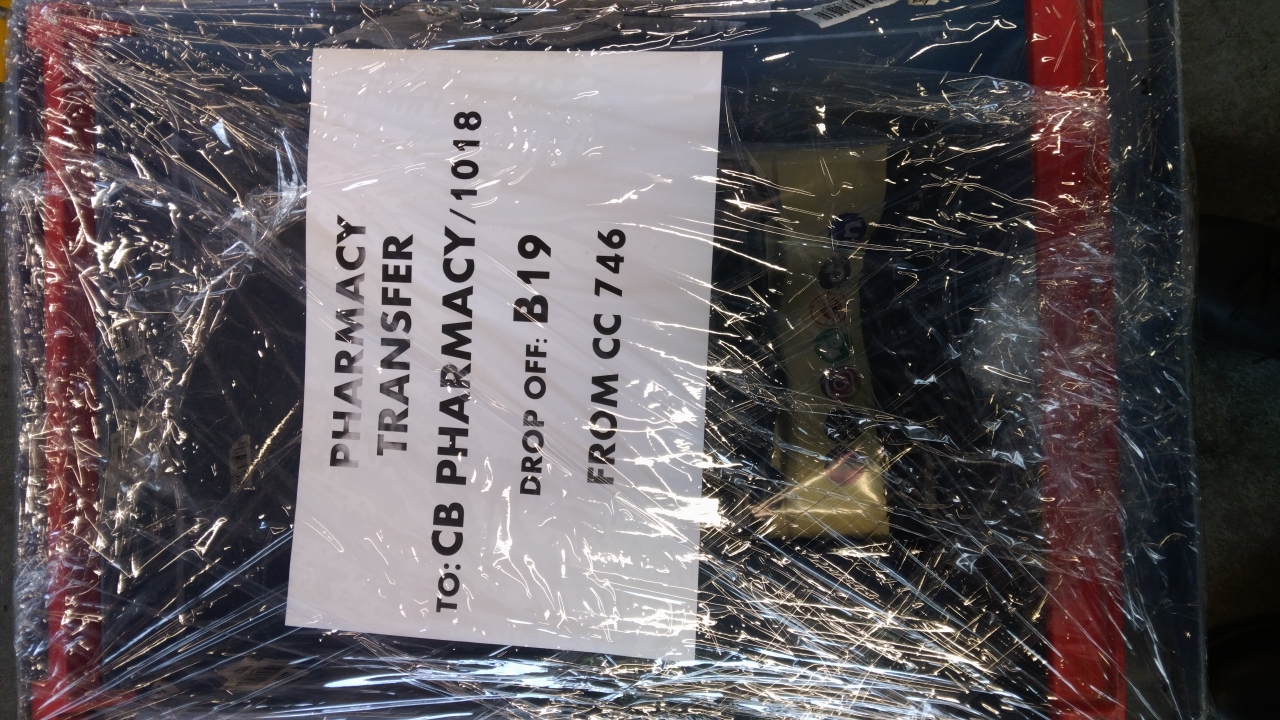 PHARMACY
TRANSFER
TO: CB PHARMACY/1018
DROP OFF: B19
FROM CC 746